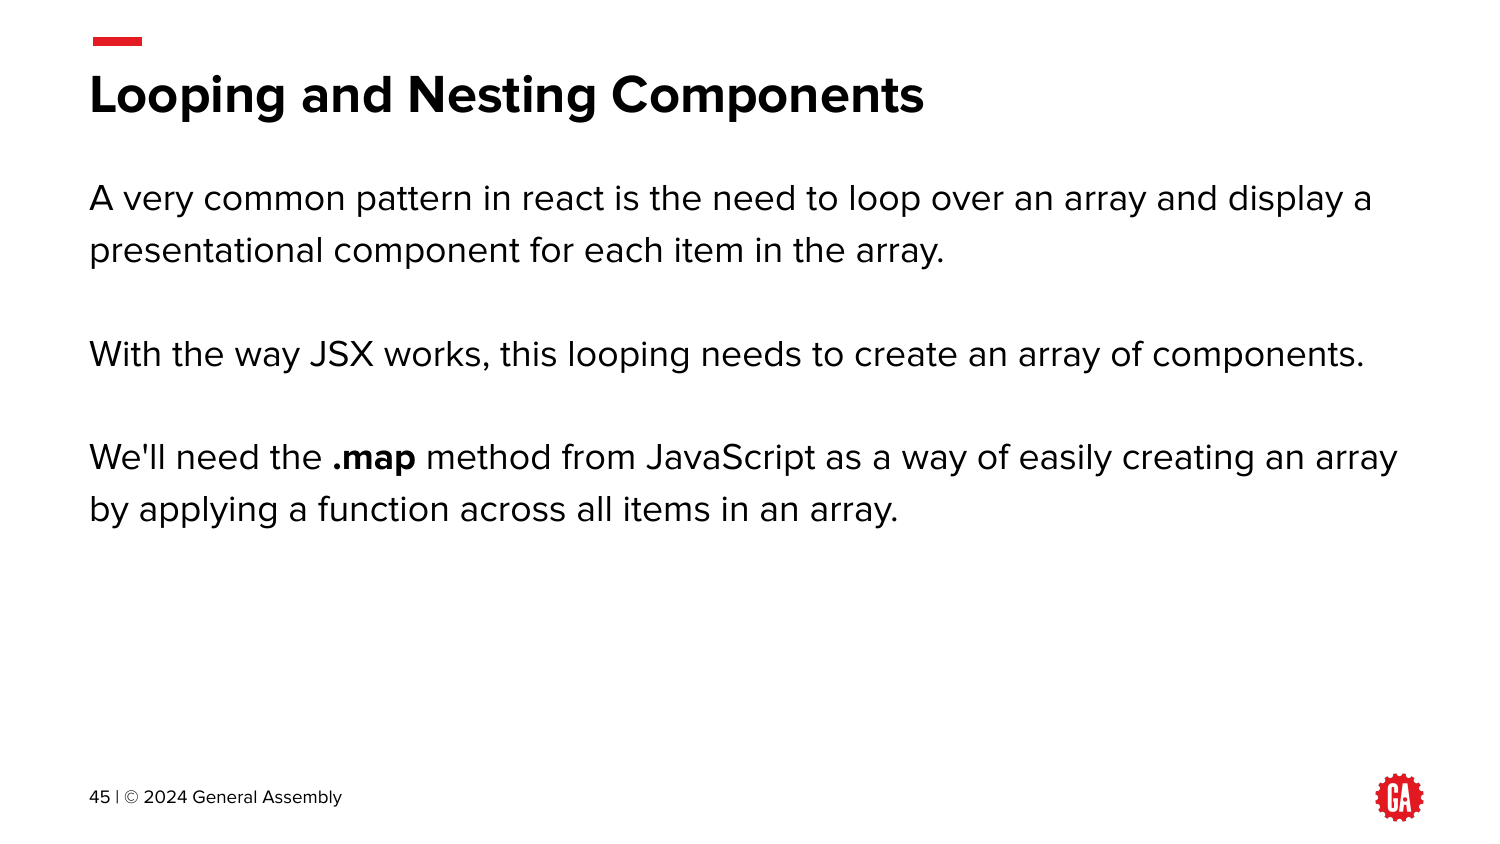 Looping and Nesting Components
A very common pattern in react is the need to loop over an array and display a
presentational component for each item in the array.
With the way JSX works, this looping needs to create an array of components.
We'll need the .map method from JavaScript as a way of easily creating an array
by applying a function across all items in an array.
45 | © 2024 General Assembly
GA